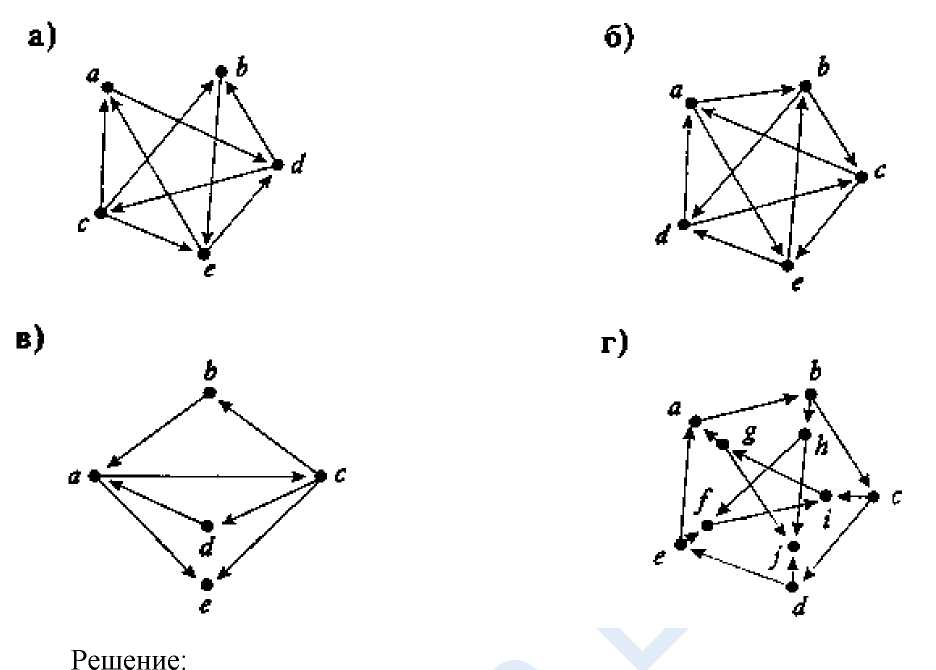 а) б)
b b
a a
d c
c d
e e
в) г)
b b
a g h
a c f i c
d e j
e d
Решение: